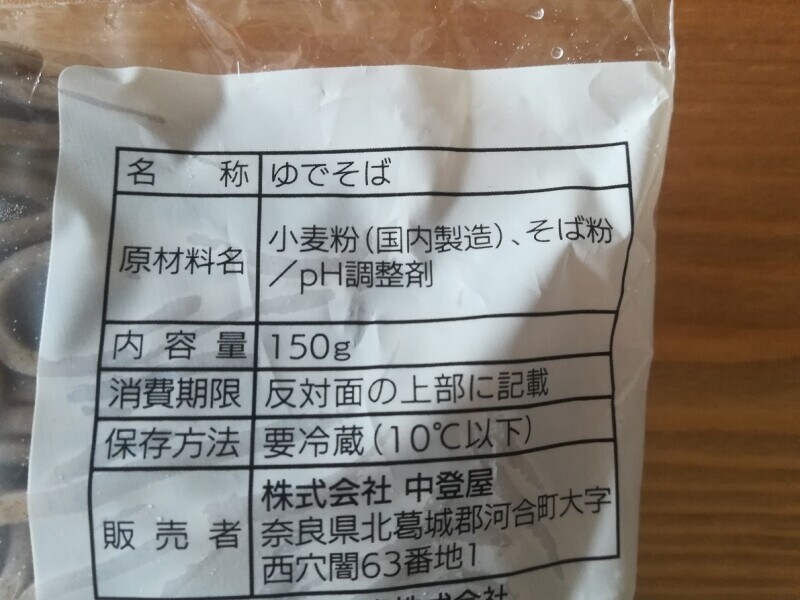 名称 ゆでそば
原材料名 小麦粉(国内製造)、そば粉
/pH調整剤
内容量 150g
消費期限 反対面の上部に記載
保存方法 要冷蔵(10℃以下)
販売者 株式会社 中登屋
奈良県北葛城郡河合町大字
西穴闇63番地1
株式会社